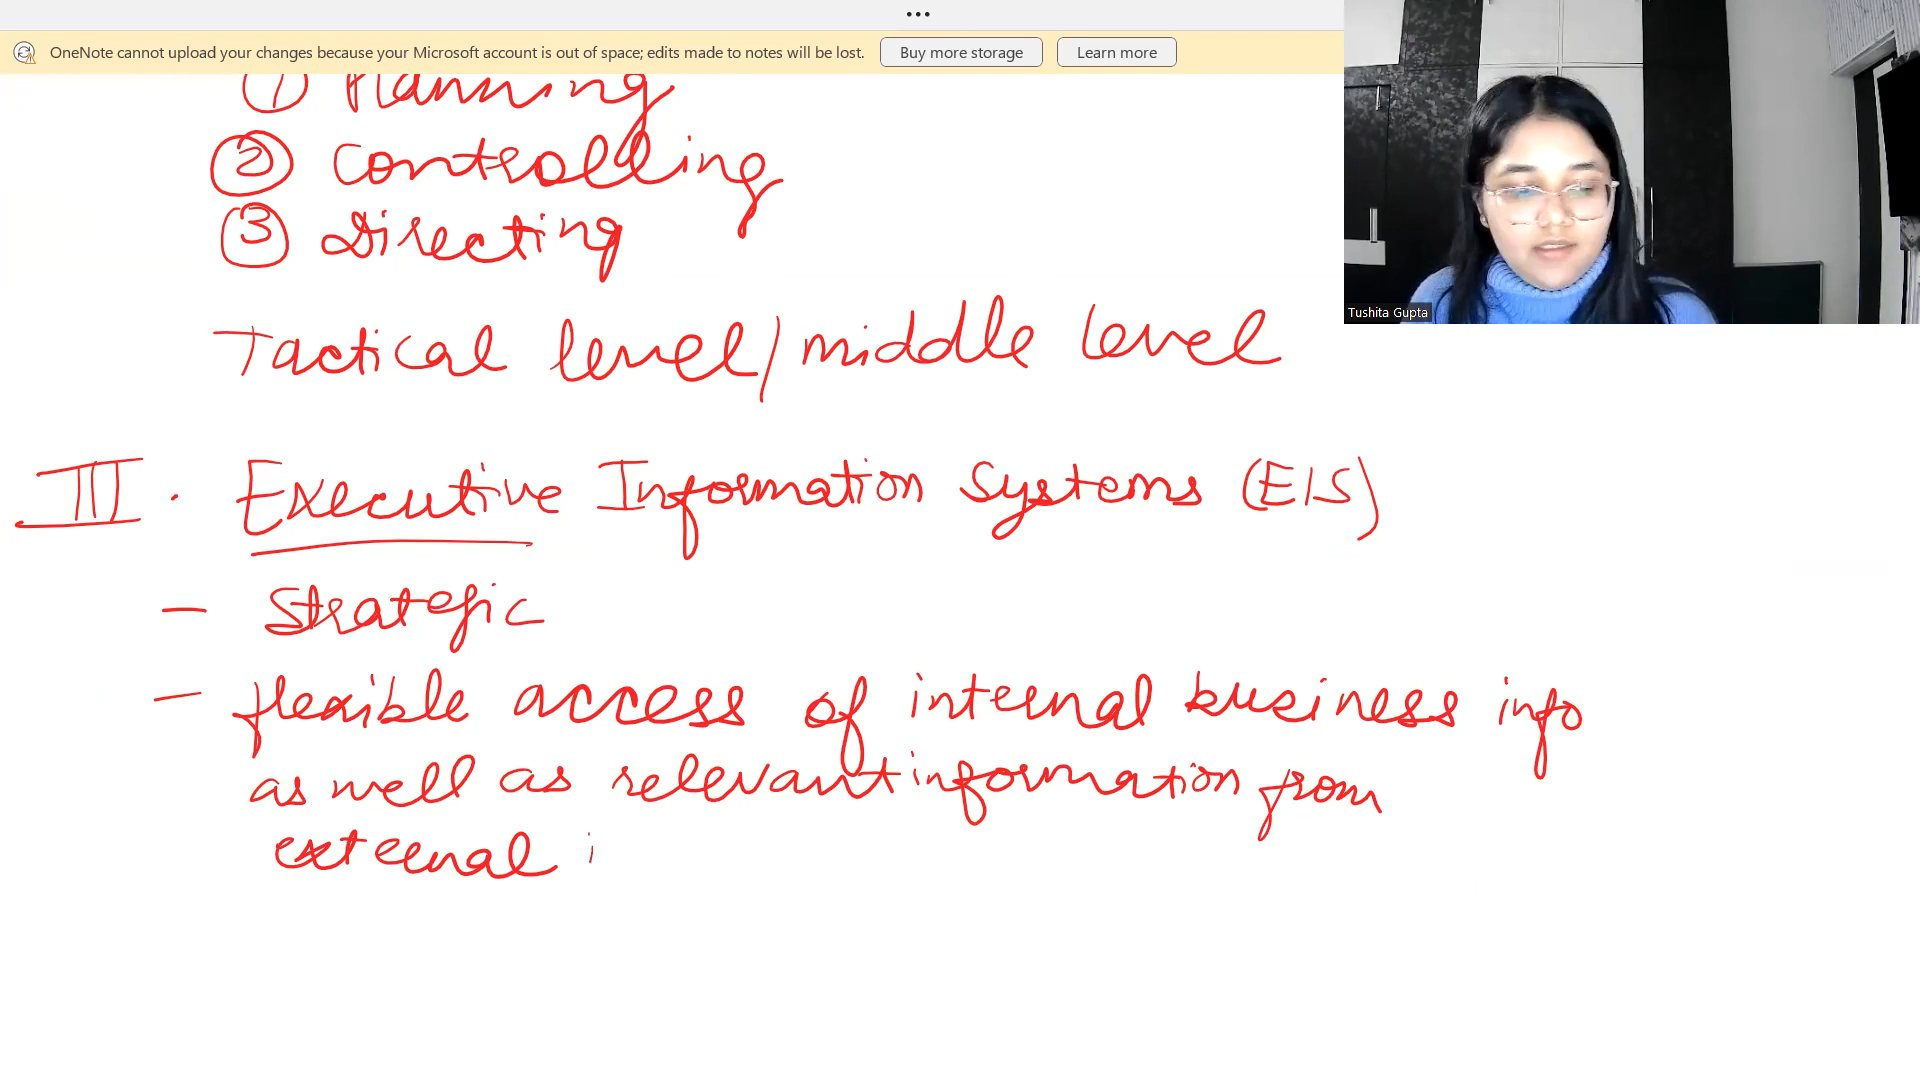 •••
OneNote cannot upload your changes because your Microsoft account is out of space; edits made to notes will be lost. Buy more storage Learn more
① Planning
② Controlling
③ Directing
Tactical level/middle level
III. Executive Information Systems (EIS)
- Strategic
- flexible access of internal business info
as well as relevant information from
external i
Tushita Gupta